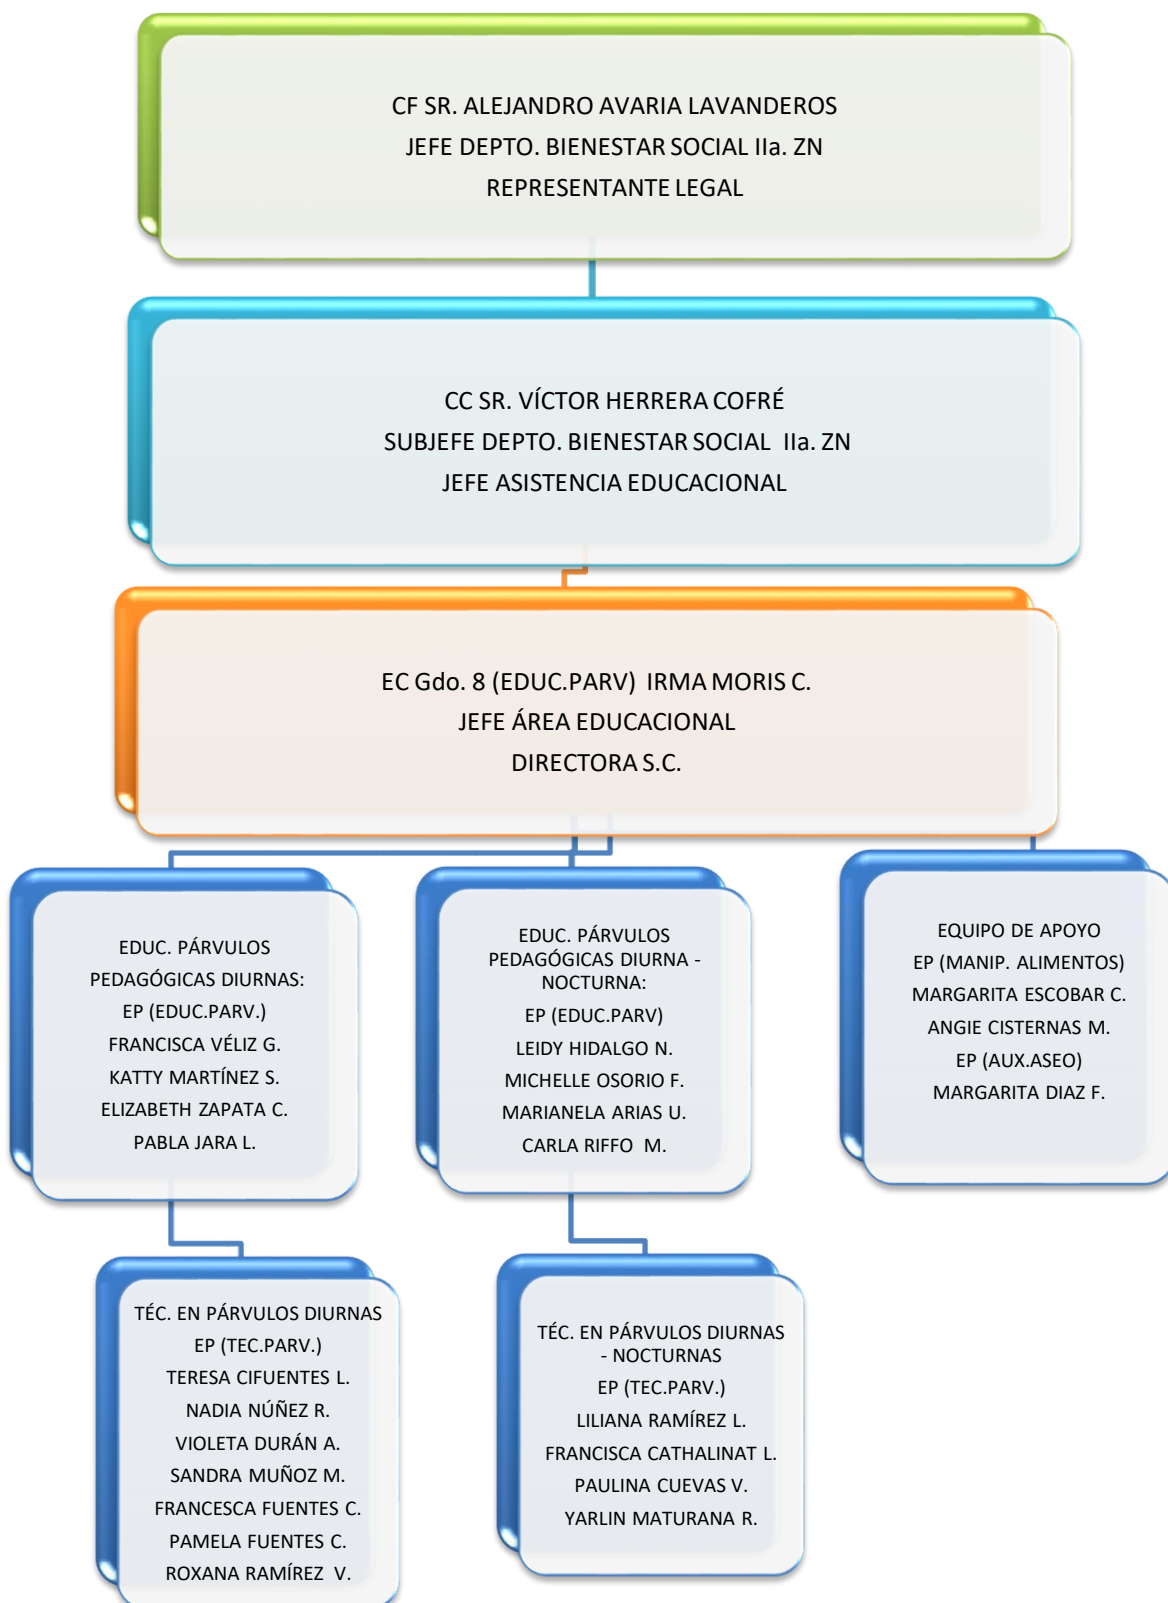 CF SR. ALEJANDRO AVARIA LAVANDEROS
JEFE DEPTO. BIENESTAR SOCIAL IIa. ZN
REPRESENTANTE LEGAL
CC SR. VÍCTOR HERRERA COFRÉ
SUBJEFE DEPTO. BIENESTAR SOCIAL IIa. ZN
JEFE ASISTENCIA EDUCACIONAL
EC Gdo. 8 (EDUC.PARV) IRMA MORIS C.
JEFE ÁREA EDUCACIONAL
DIRECTORA S.C.
EDUC. PÁRVULOS
PEDAGÓGICAS DIURNAS:
EP (EDUC.PARV.)
FRANCISCA VÉLIZ G.
KATTY MARTÍNEZ S.
ELIZABETH ZAPATA C.
PABLA JARA L.
EDUC. PÁRVULOS
PEDAGÓGICAS DIURNA -
NOCTURNA:
EP (EDUC.PARV)
LEIDY HIDALGO N.
MICHELLE OSORIO F.
MARIANELA ARIAS U.
CARLA RIFFO M.
EQUIPO DE APOYO
EP (MANIP. ALIMENTOS)
MARGARITA ESCOBAR C.
ANGIE CISTERNAS M.
EP (AUX.ASEO)
MARGARITA DIAZ F.
TÉC. EN PÁRVULOS DIURNAS
EP (TEC.PARV.)
TERESA CIFUENTES L.
NADIA NÚÑEZ R.
VIOLETA DURÁN A.
SANDRA MUÑOZ M.
FRANCESCA FUENTES C.
PAMELA FUENTES C.
ROXANA RAMÍREZ V.
TÉC. EN PÁRVULOS DIURNAS
- NOCTURNAS
EP (TEC.PARV.)
LILIANA RAMÍREZ L.
FRANCISCA CATHALINAT L.
PAULINA CUEVAS V.
YARLIN MATURANA R.